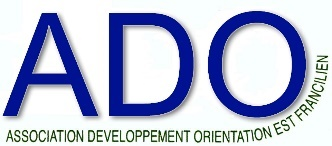 ADO
ASSOCIATION DEVELOPPEMENT ORIENTATION EST FRANCILIEN